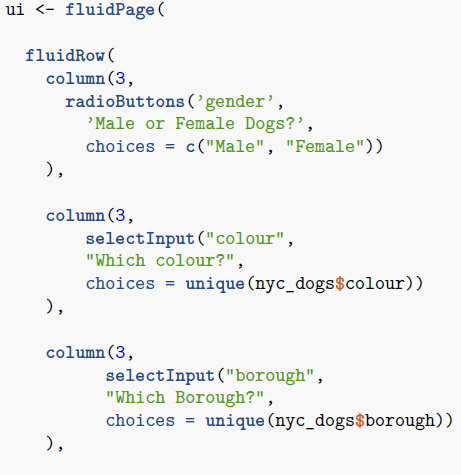 ui <- fluidPage(
fluidRow(
column(3,
radioButtons('gender',
'Male or Female Dogs?',
choices = c("Male", "Female"))
),
column(3,
selectInput("colour",
"Which colour?",
choices = unique(nyc_dogs$colour))
),
column(3,
selectInput("borough",
"Which Borough?",
choices = unique(nyc_dogs$borough))
),